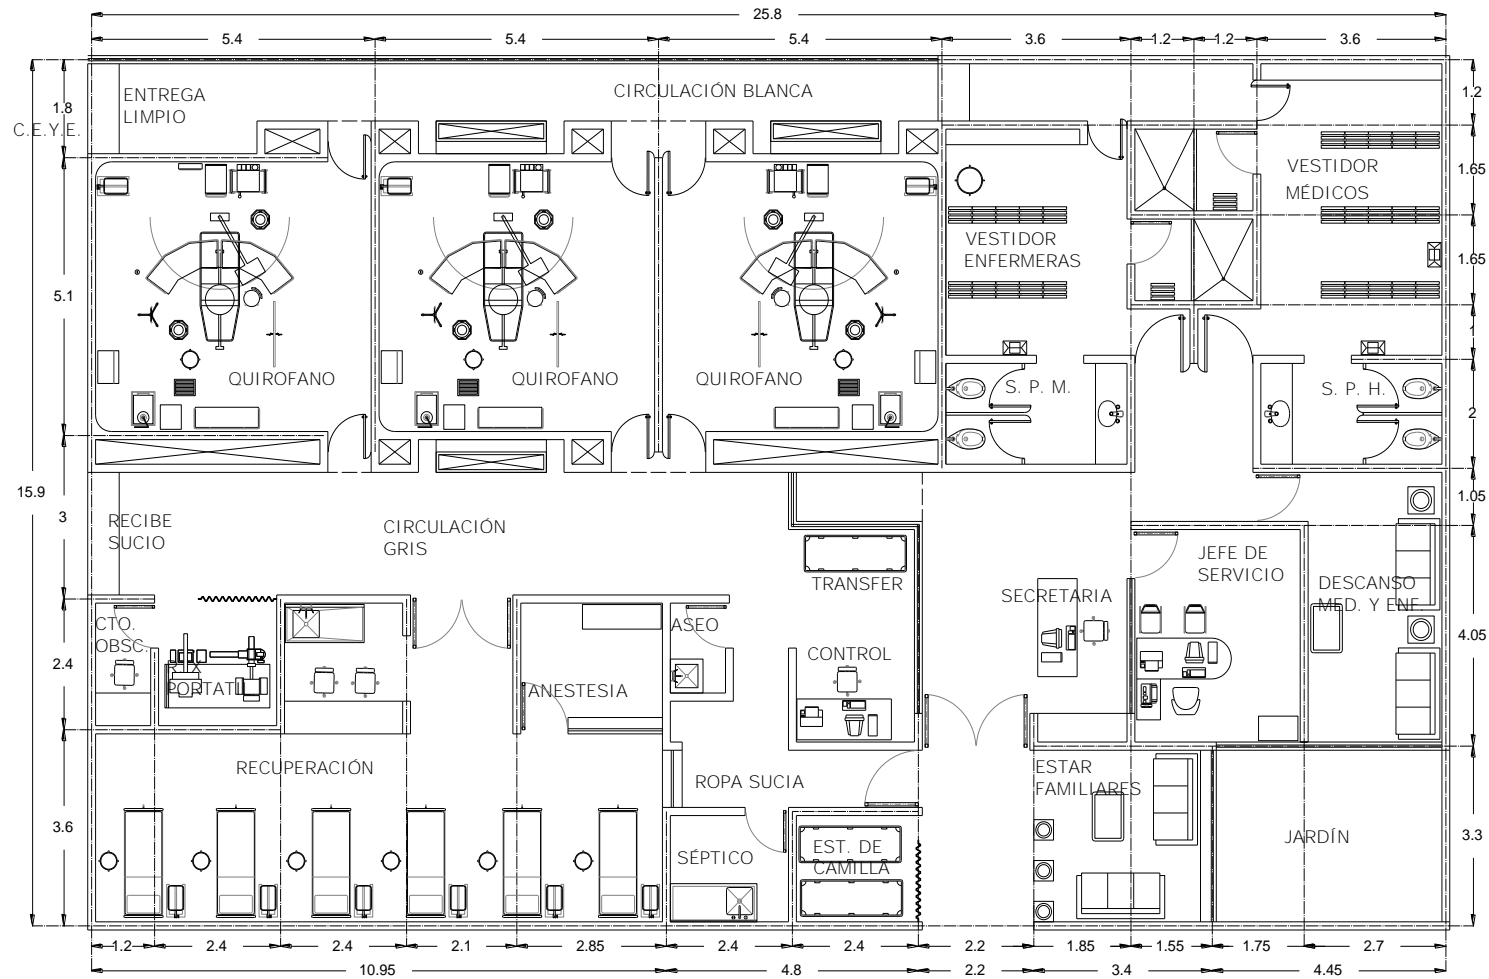 25.8
5.4
5.4
5.4
3.6
1.2
1.2
3.6
1.8
C.E.Y.E.
ENTREGA
LIMPIO
CIRCULACIÓN BLANCA
1.2
VESTIDOR
MÉDICOS
1.65
VESTIDOR
ENFERMERAS
1.65
5.1
QUIROFANO
QUIROFANO
QUIROFANO
S. P. M.
S. P. H.
2
15.9
3
RECIBE
SUCIO
CIRCULACIÓN
GRIS
1.05
TRANSFER
SECRETARIA
JEFE DE
SERVICIO
DESCANSO
MED. Y ENF.
CTO.
OBSC.
2.4
PORTATIL
ANESTESIA
ASEO
CONTROL
4.05
RECUPERACIÓN
ROPA SUCIA
ESTAR
FAMILIARES
3.6
SÉPTICO
EST. DE
CAMILLA
JARDÍN
3.3
1.2
2.4
2.4
2.1
2.85
2.4
2.4
2.2
1.85
1.55
1.75
2.7
10.95
4.8
2.2
3.4
4.45